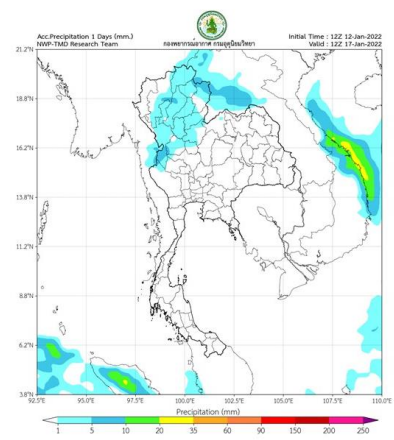 Acc.Precipitation 1 Days (mm.)
NWP-TMD Research Team
กองพยากรณ์อากาศ กรมอุตุนิยมวิทยา
Initial Time : 12Z 12-Jan-2022
Valid : 12Z 17-Jan-2022
21.2°N
18.8°N
16.2°N
13.8°N
11.2°N
8.8°N
6.2°N
3.8°N
92.5°E 95.0°E 97.5°E 100.0°E 102.5°E 105.0°E 107.5°E 110.0°E
Precipitation (mm)
1 5 10 20 35 60 90 150 200 250